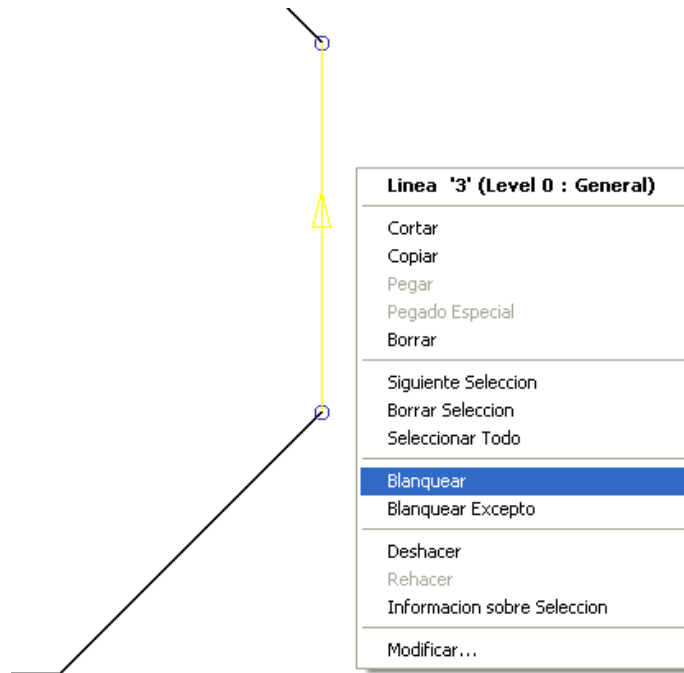 Linea '3' (Level 0 : General)
Cortar
Copiar
Pegar
Pegado Especial
Borrar
Siguiente Seleccion
Borrar Seleccion
Seleccionar Todo
Blanquear
Blanquear Excepto
Deshacer
Rehacer
Informacion sobre Seleccion
Modificar...